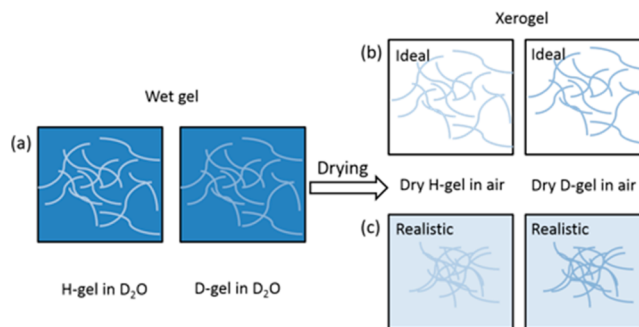 Xerogel
(b)
Ideal
Ideal
Wet gel
(a)
Drying
Dry H-gel in air
Dry D-gel in air
(c)
Realistic
Realistic
H-gel in D₂O
D-gel in D₂O